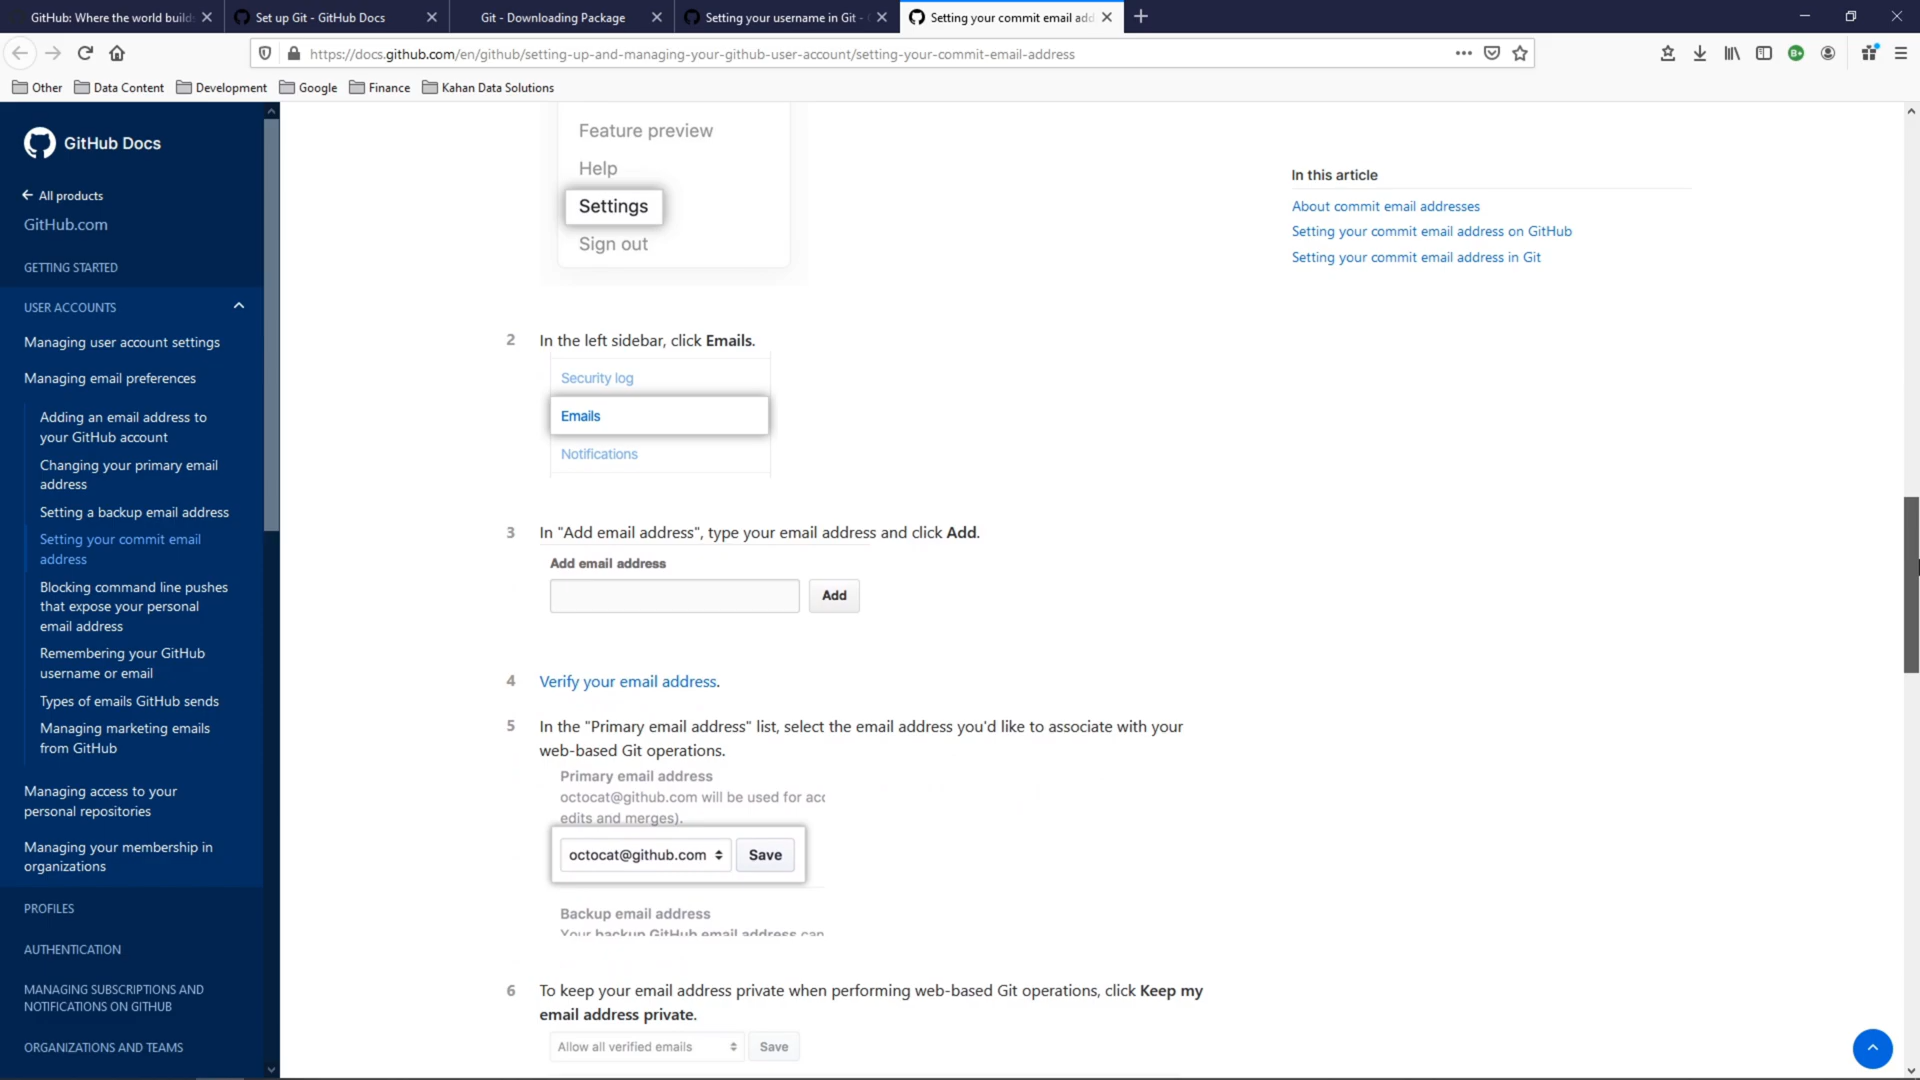 GitHub: Where the world builds
Set up Git - GitHub Docs
Git - Downloading Package
Setting your username in Git -
Setting your commit email add
https://docs.github.com/en/github/setting-up-and-managing-your-github-user-account/setting-your-commit-email-address
Other
Data Content
Development
Google
Finance
Kahan Data Solutions
GitHub Docs
All products
GitHub.com
GETTING STARTED
USER ACCOUNTS
Managing user account settings
Managing email preferences
Adding an email address to
your GitHub account
Changing your primary email
address
Setting a backup email address
Setting your commit email
address
Blocking command line pushes
that expose your personal
email address
Remembering your GitHub
username or email
Types of emails GitHub sends
Managing marketing emails
from GitHub
Managing access to your
personal repositories
Managing your membership in
organizations
PROFILES
AUTHENTICATION
MANAGING SUBSCRIPTIONS AND
NOTIFICATIONS ON GITHUB
ORGANIZATIONS AND TEAMS
Feature preview
Help
Settings
Sign out
2 In the left sidebar, click Emails.
Security log
Emails
Notifications
3 In "Add email address", type your email address and click Add.
Add email address
Add
4 Verify your email address.
5 In the "Primary email address" list, select the email address you'd like to associate with your
web-based Git operations.
Primary email address
octocat@github.com will be used for acc
edits and merges).
octocat@github.com
Save
Backup email address
Your backup GitHub email address can
6 To keep your email address private when performing web-based Git operations, click Keep my
email address private.
Allow all verified emails
Save
In this article
About commit email addresses
Setting your commit email address on GitHub
Setting your commit email address in Git